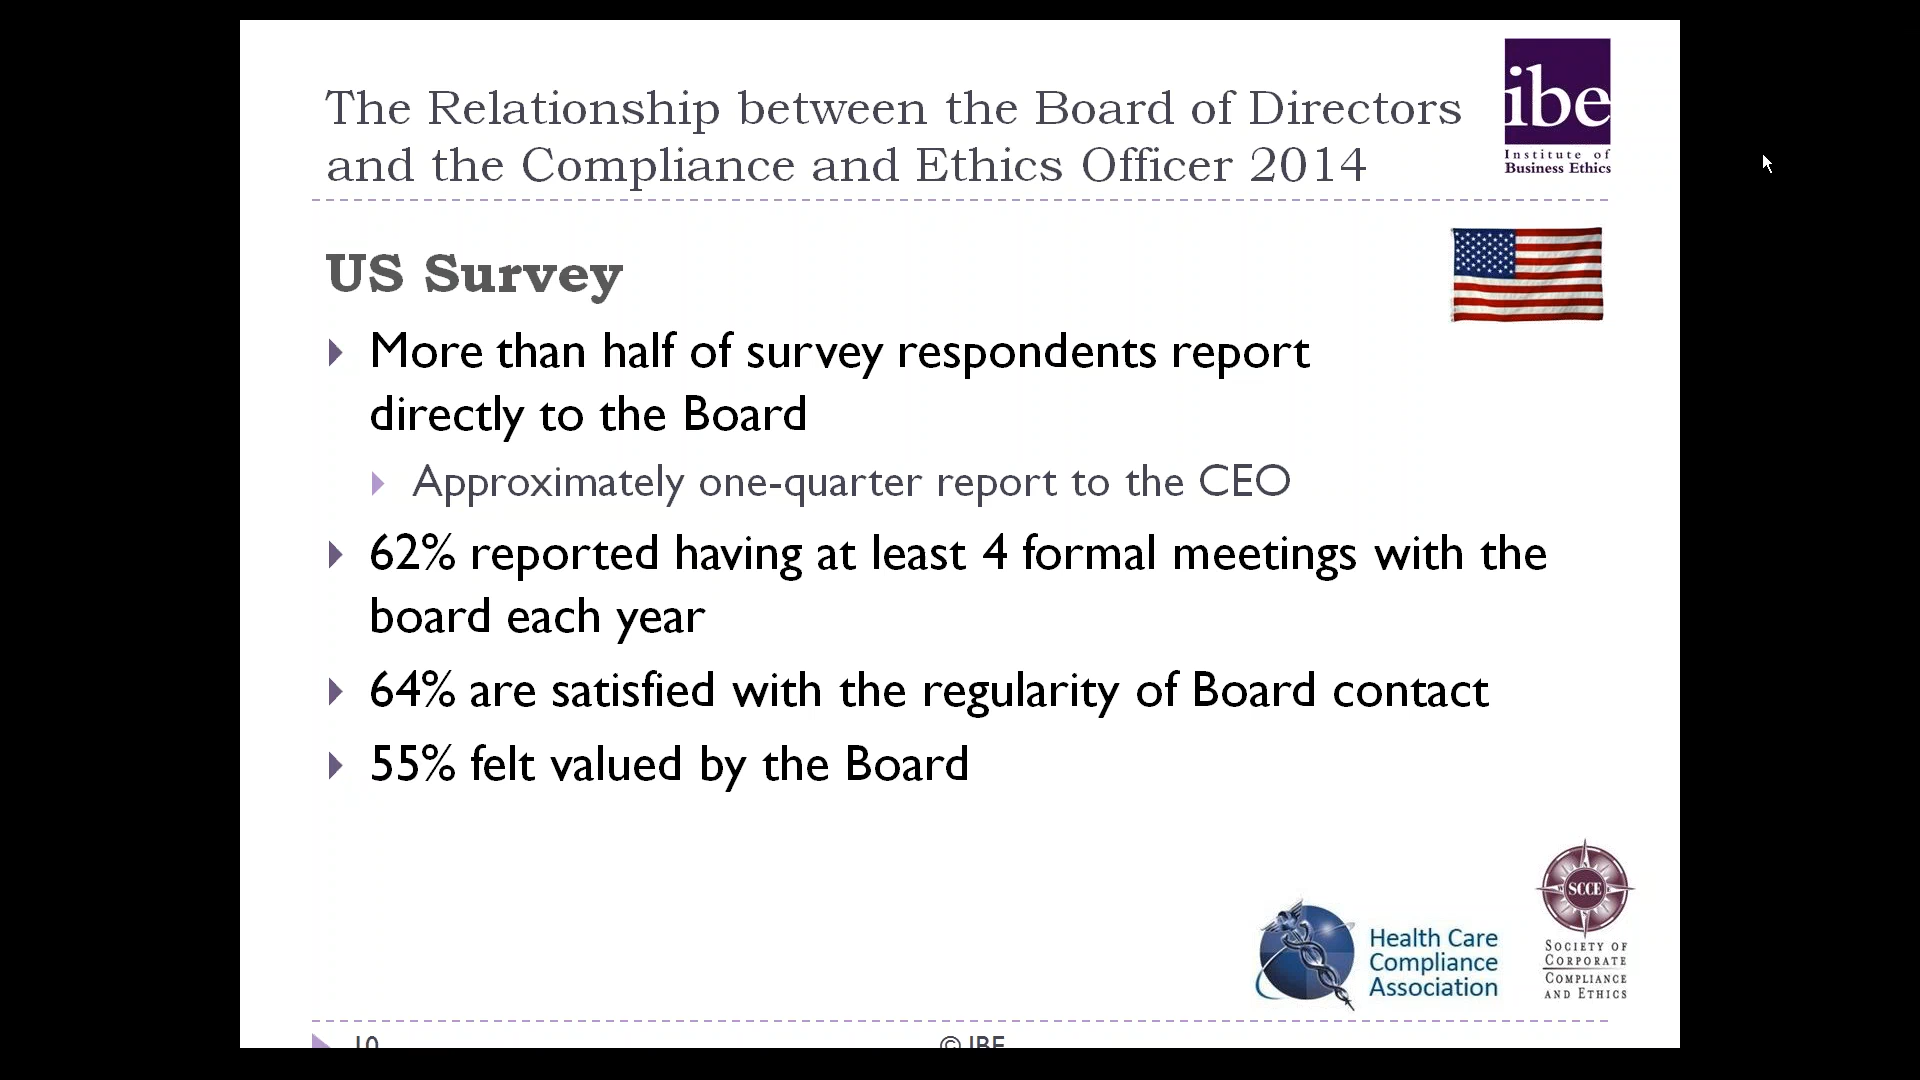 The Relationship between the Board of Directors
and the Compliance and Ethics Officer 2014
ibe
Institute of
Business Ethics
US Survey
More than half of survey respondents report
directly to the Board
Approximately one-quarter report to the CEO
62% reported having at least 4 formal meetings with the
board each year
64% are satisfied with the regularity of Board contact
55% felt valued by the Board
Health Care
Compliance
Association
SCCE
SOCIETY OF
CORPORATE
COMPLIANCE
AND ETHICS
10
© IBE